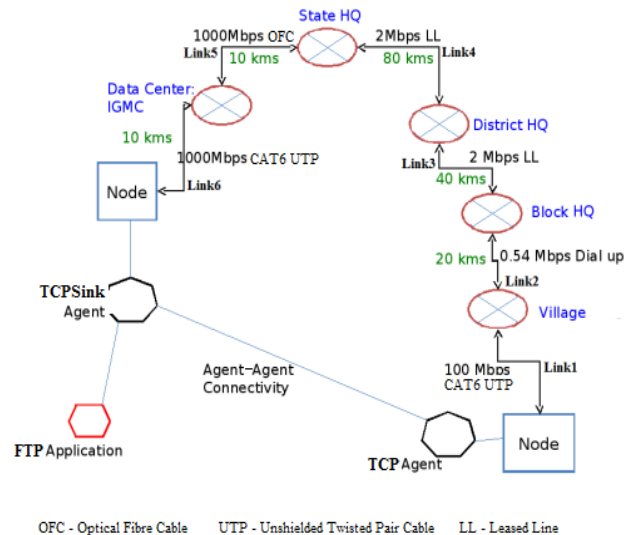 State HQ
1000Mbps OFC
2Mbps LL
Link5
10 kms
80 kms
Link4
Data Center:
IGMC
District HQ
10 kms
1000Mbps CAT6 UTP
Link3
2 Mbps LL
40 kms
Node
Link6
Block HQ
20 kms
0.54 Mbps Dial up
Link2
TCPSink
Agent
Village
Agent-Agent
Connectivity
100 Mbps
CAT6 UTP
Link1
FTP Application
TCP Agent
Node
OFC - Optical Fibre Cable UTP - Unshielded Twisted Pair Cable LL - Leased Line